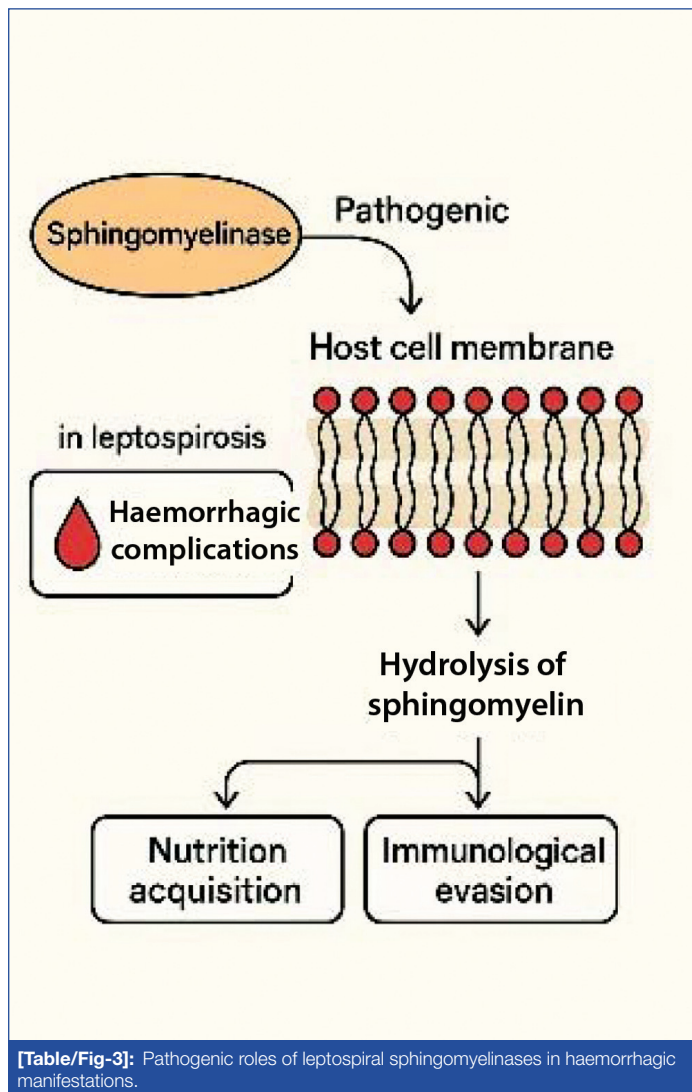 Sphingomyelinase
Pathogenic
Host cell membrane
in leptospirosis
Haemorrhagic
complications
Hydrolysis of
sphingomyelin
Nutrition
acquisition
Immunological
evasion
[Table/Fig-3]: Pathogenic roles of leptospiral sphingomyelinases in haemorrhagic
manifestations.